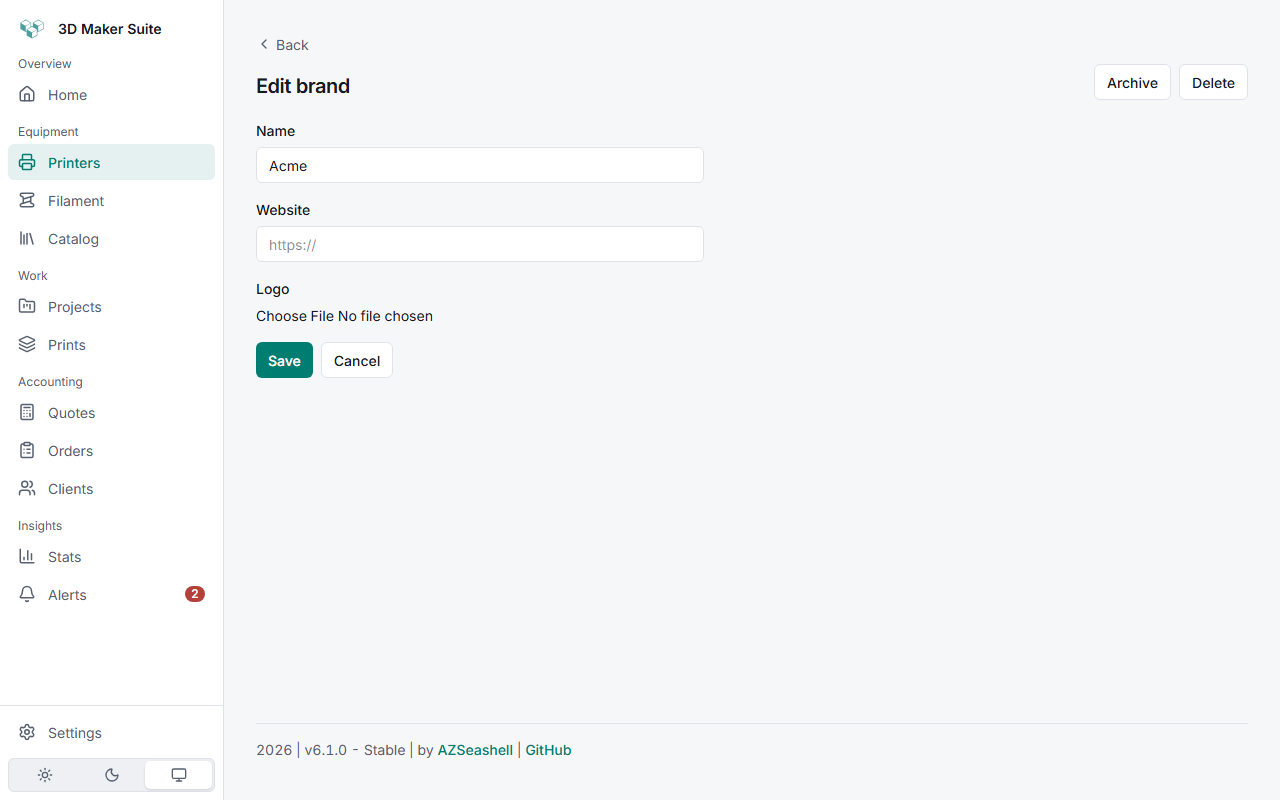 3D Maker Suite
Overview
Home
Equipment
Printers
Filament
Catalog
Work
Projects
Prints
Accounting
Quotes
Orders
Clients
Insights
Stats
Alerts 2
Settings
Back
Edit brand
Archive Delete
Name
Acme
Website
https://
Logo
Choose File No file chosen
Save Cancel
2026 | v6.1.0 - Stable | by AZSeashell | GitHub